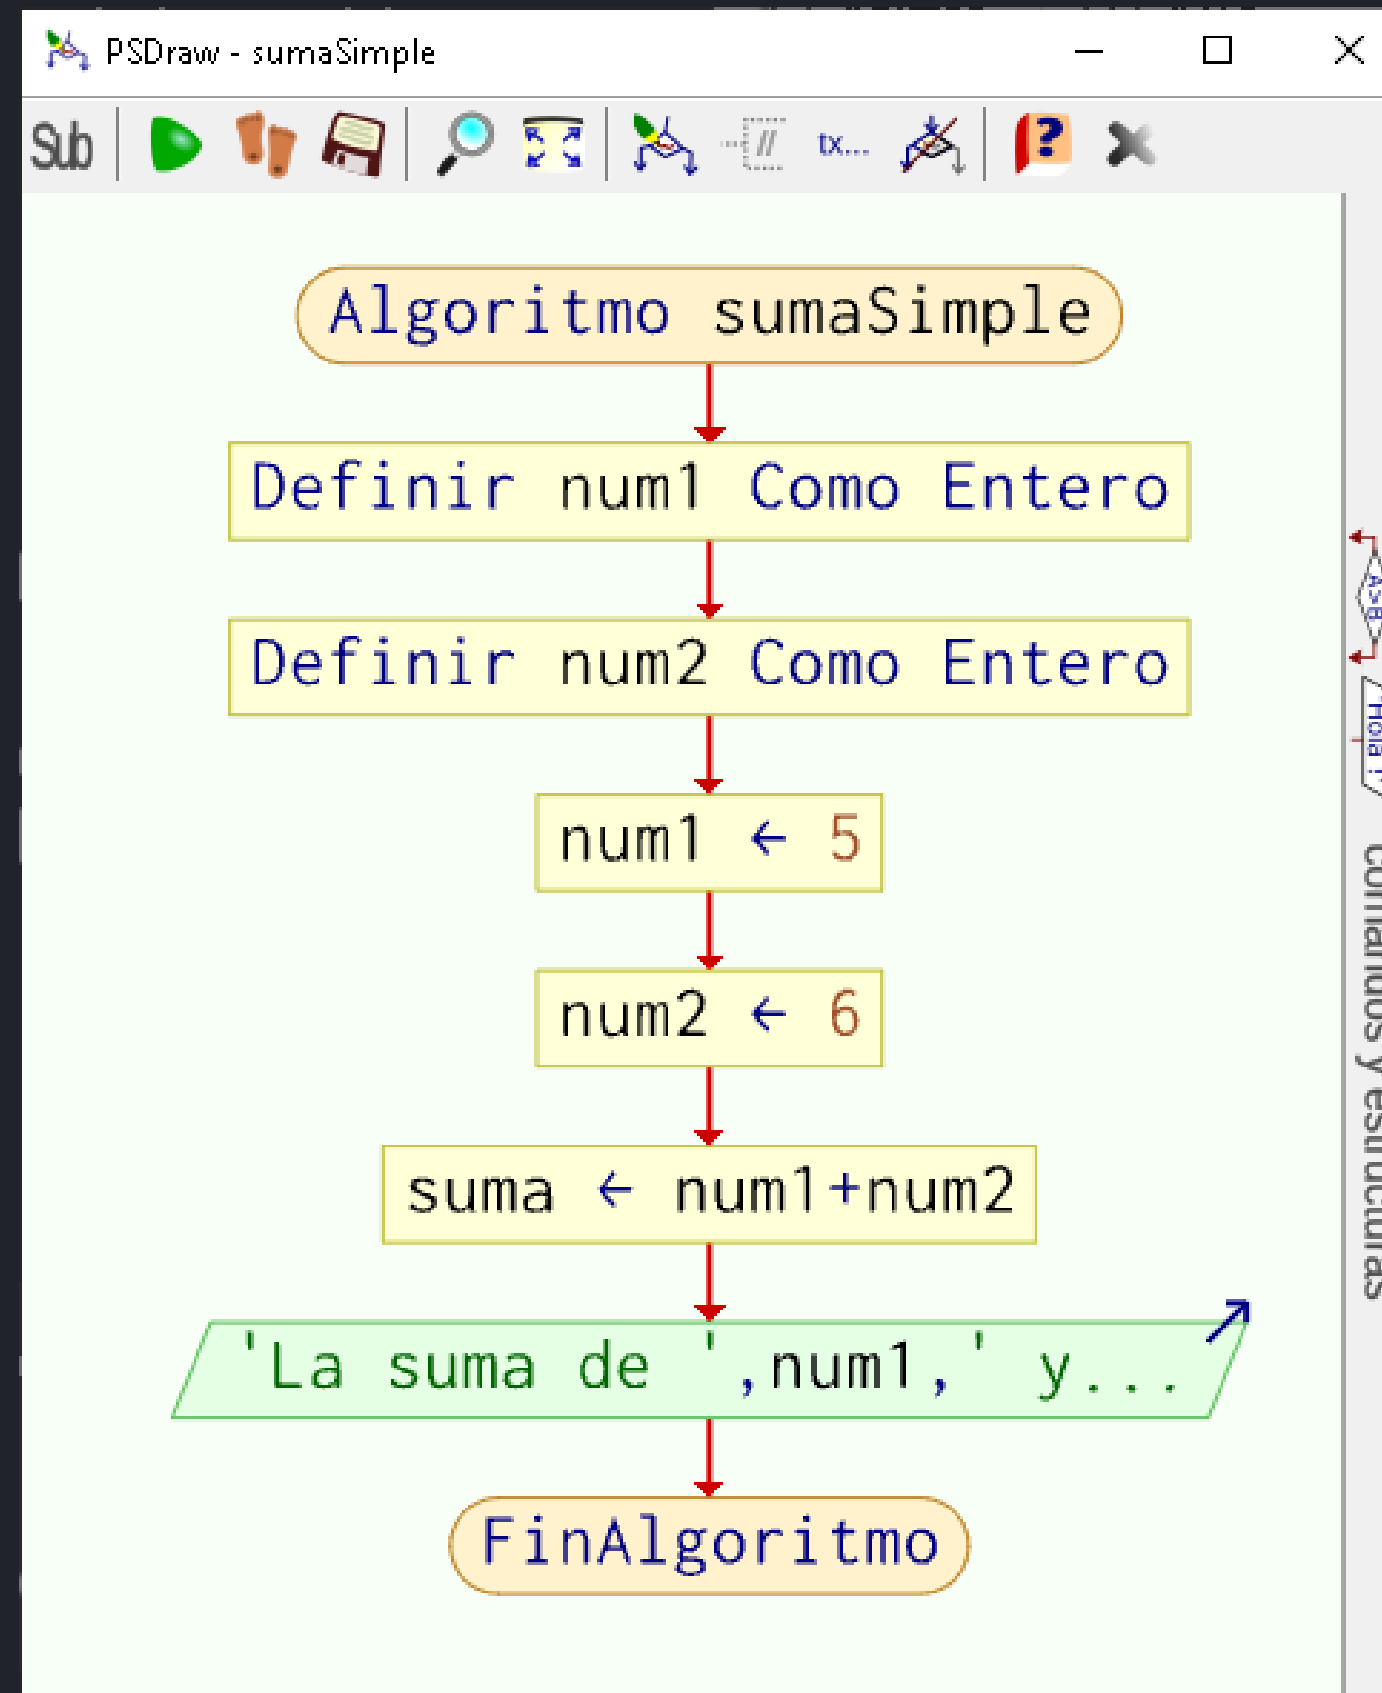 PSDraw - sumaSimple
Sub
tx...
Algoritmo sumaSimple
Definir num1 Como Entero
Definir num2 Como Entero
num1 ← 5
num2 ← 6
suma ← num1+num2
'La suma de ',num1,' y...
FinAlgoritmo
A>B
'Hola !'
comandos y estructuras